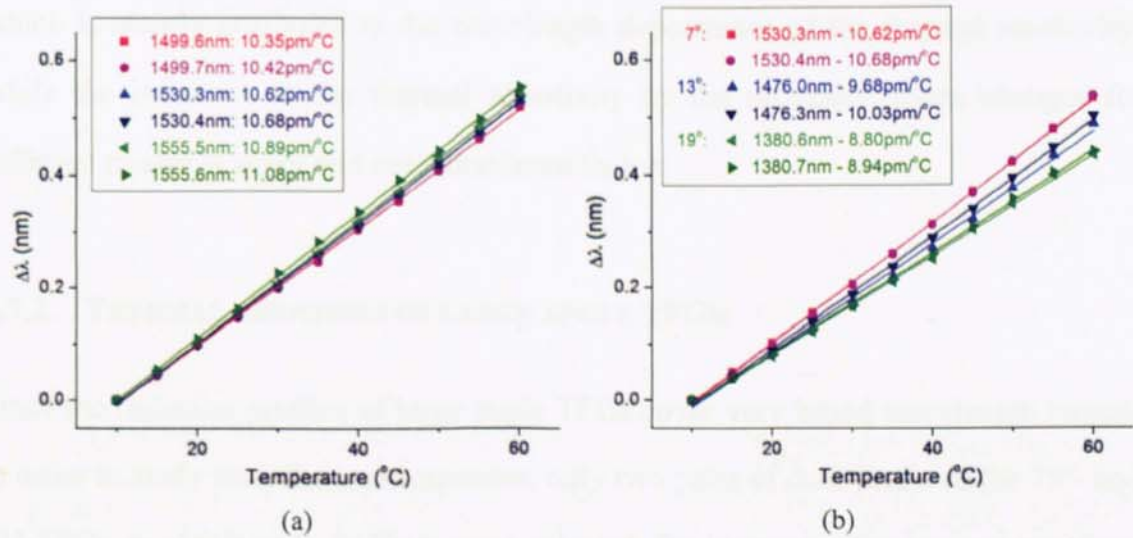 1499.6nm: 10.35pm/°C
1499.7nm: 10.42pm/°C
1530.3nm: 10.62pm/°C
1530.4nm: 10.68pm/°C
1555.5nm: 10.89pm/°C
1555.6nm: 11.08pm/°C
0.6
0.4
0.2
0.0
Δλ (nm)
20 40 60
Temperature (°C)
(a)
7°: 1530.3nm - 10.62pm/°C
1530.4nm - 10.68pm/°C
13°: 1476.0nm - 9.68pm/°C
1476.3nm - 10.03pm/°C
19°: 1380.6nm - 8.80pm/°C
1380.7nm - 8.94pm/°C
0.6
0.4
0.2
0.0
Δλ (nm)
20 40 60
Temperature (°C)
(b)